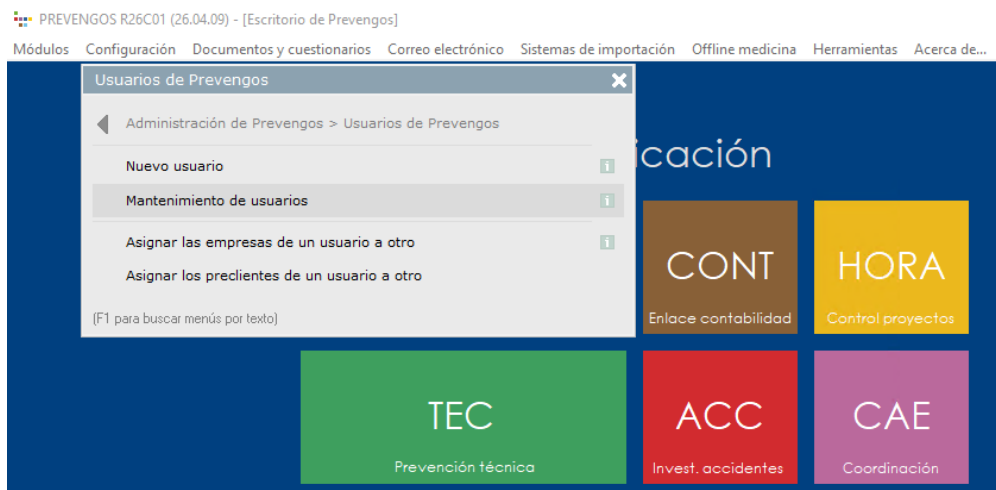 PREVENGOS R26C01 (26.04.09) - [Escritorio de Prevengos]
Módulos Configuración Documentos y cuestionarios Correo electrónico Sistemas de importación Offline medicina Herramientas Acerca de...
Usuarios de Prevengos
Administración de Prevengos > Usuarios de Prevengos
Nuevo usuario
Mantenimiento de usuarios
Asignar las empresas de un usuario a otro
Asignar los preclientes de un usuario a otro
(F1 para buscar menús por texto)
icación
CONT
Enlace contabilidad
HORA
Control proyectos
TEC
Prevención técnica
ACC
Invest. accidentes
CAE
Coordinación